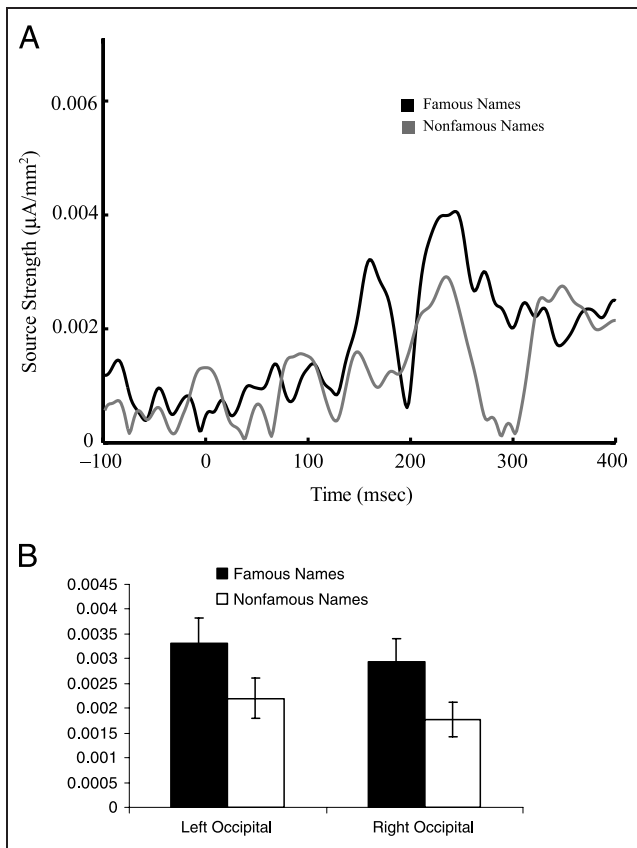 A
Source Strength (μA/mm²)
0.006
0.004
0.002
0
Famous Names
Nonfamous Names
−100
0
100
200
300
400
Time (msec)
B
Famous Names
Nonfamous Names
0.0045
0.004
0.0035
0.003
0.0025
0.002
0.0015
0.001
0.0005
0
Left Occipital
Right Occipital